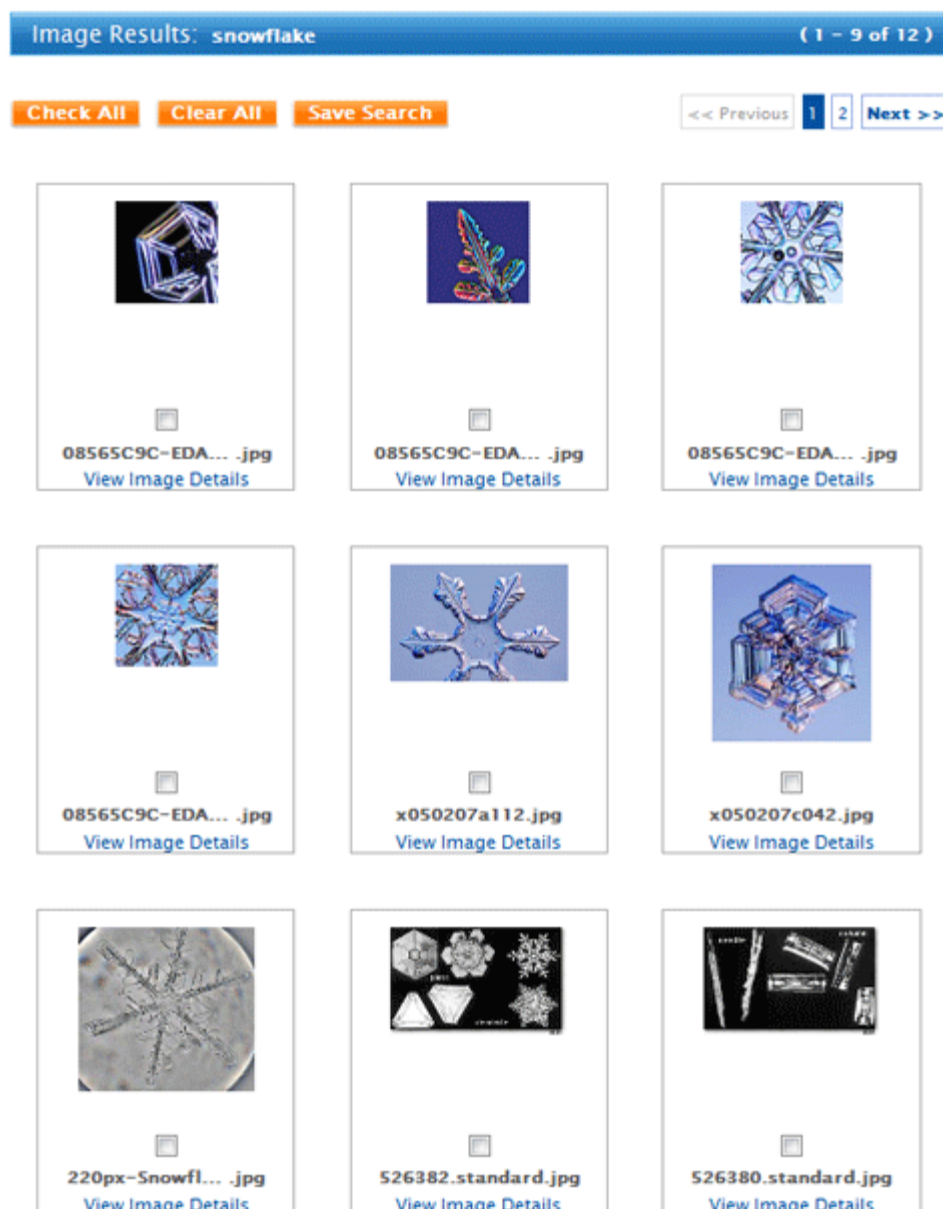 Image Results: snowflake ( 1 - 9 of 12 )
Check All Clear All Save Search << Previous 1 2 Next >>
08565C9C-EDA... .jpg 08565C9C-EDA... .jpg 08565C9C-EDA... .jpg
View Image Details View Image Details View Image Details
08565C9C-EDA... .jpg x050207a112.jpg x050207c042.jpg
View Image Details View Image Details View Image Details
220px-Snowfl... .jpg 526382.standard.jpg 526380.standard.jpg
View Image Details View Image Details View Image Details